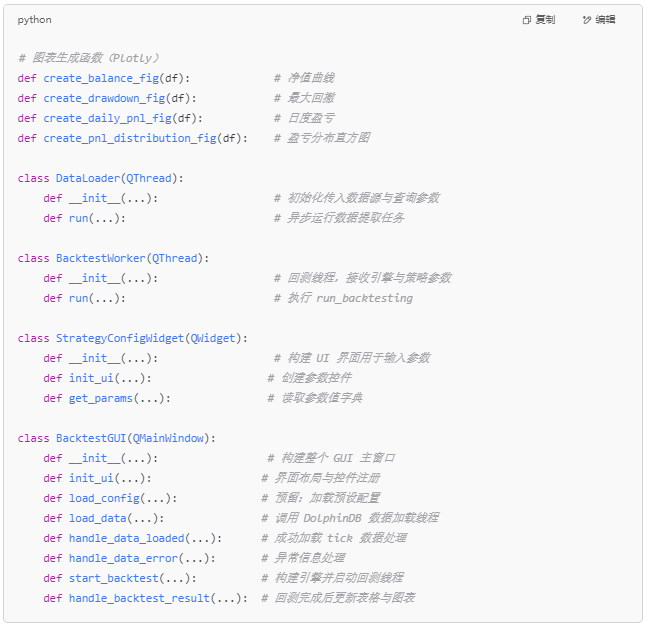 python
复制
编辑
# 图表生成函数（Plotly）
def create_balance_fig(df):             # 净值曲线
def create_drawdown_fig(df):            # 最大回撤
def create_daily_pnl_fig(df):           # 日度盈亏
def create_pnl_distribution_fig(df):    # 盈亏分布直方图
class DataLoader(QThread):
    def __init__(...):                  # 初始化传入数据源与查询参数
    def run(...):                       # 异步运行数据提取任务
class BacktestWorker(QThread):
    def __init__(...):                  # 回测线程，接收引擎与策略参数
    def run(...):                       # 执行 run_backtesting
class StrategyConfigWidget(QWidget):
    def __init__(...):                  # 构建 UI 界面用于输入参数
    def init_ui(...):                  # 创建参数控件
    def get_params(...):               # 读取参数值字典
class BacktestGUI(QMainWindow):
    def __init__(...):                 # 构建整个 GUI 主窗口
    def init_ui(...):                 # 界面布局与控件注册
    def load_config(...):             # 预留：加载预设配置
    def load_data(...):               # 调用 DolphinDB 数据加载线程
    def handle_data_loaded(...):      # 成功加载 tick 数据处理
    def handle_data_error(...):       # 异常信息处理
    def start_backtest(...):          # 构建引擎并启动回测线程
    def handle_backtest_result(...):  # 回测完成后更新表格与图表